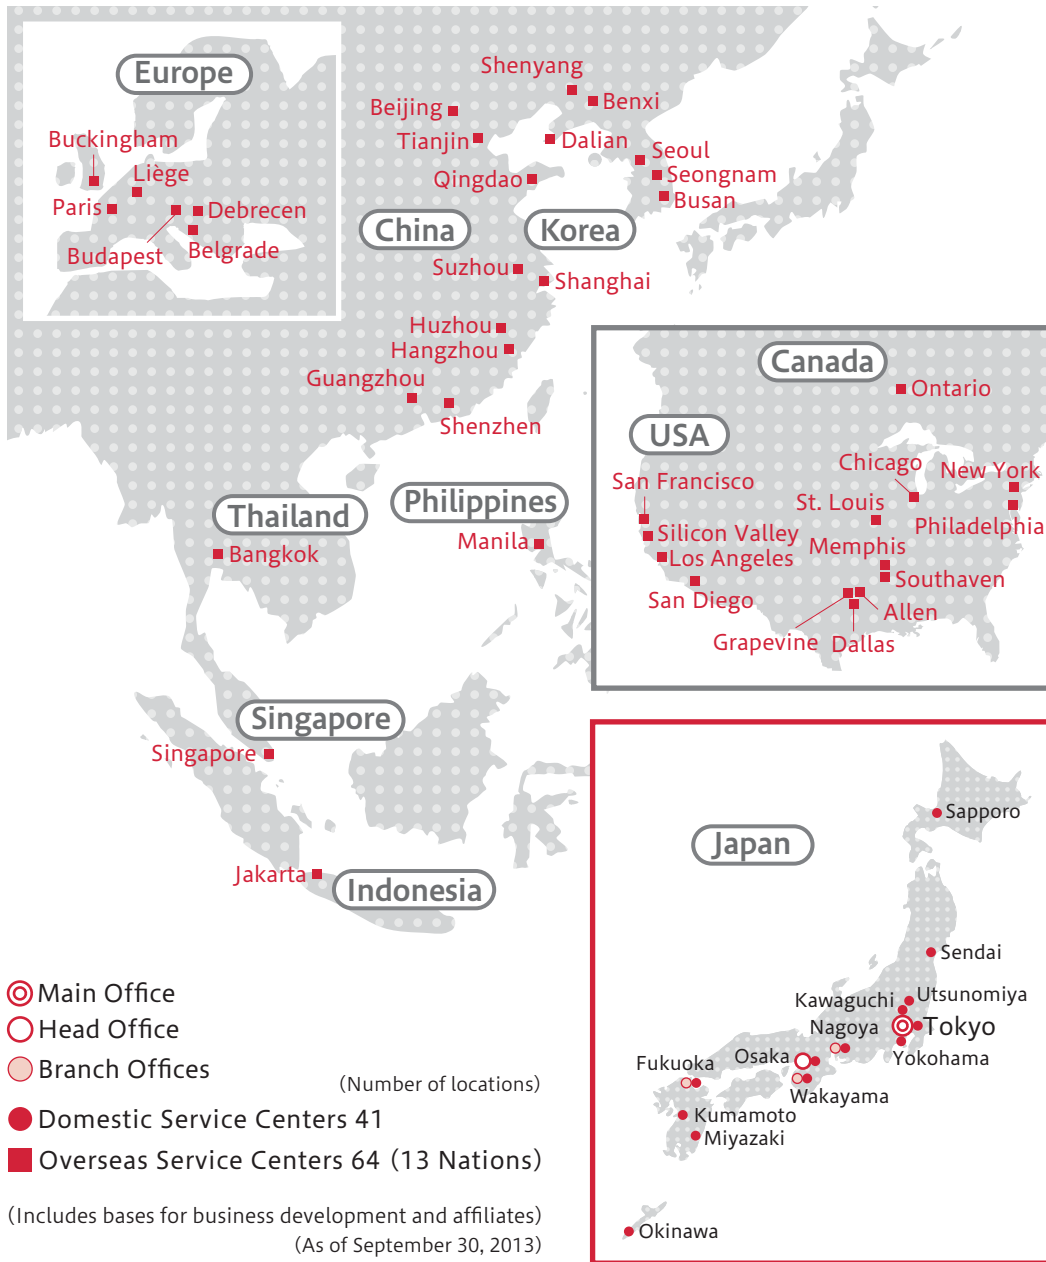 Europe
Buckingham
Liège
Paris
Debrecen
Budapest
Belgrade
Shenyang
Beijing
Benxi
Tianjin
Dalian
Seoul
Qingdao
Seongnam
Busan
China
Korea
Suzhou
Shanghai
Huzhou
Hangzhou
Guangzhou
Shenzhen
Thailand
Philippines
Bangkok
Manila
Singapore
Singapore
Jakarta
Indonesia
Canada
Ontario
USA
Chicago
New York
San Francisco
St. Louis
Philadelphia
Silicon Valley
Memphis
Los Angeles
Southaven
San Diego
Allen
Grapevine
Dallas
Japan
Sapporo
Sendai
Kawaguchi
Utsunomiya
Nagoya
Tokyo
Osaka
Yokohama
Fukuoka
Wakayama
Kumamoto
Miyazaki
Okinawa
Main Office
Head Office
Branch Offices
(Number of locations)
Domestic Service Centers 41
Overseas Service Centers 64 (13 Nations)
(Includes bases for business development and affiliates)
(As of September 30, 2013)